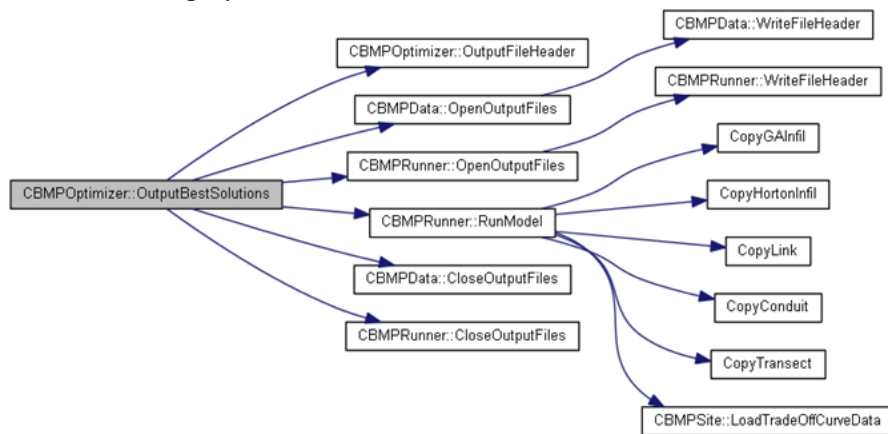 CBMPOptimizer::OutputBestSolutions
CBMPOptimizer::OutputFileHeader
CBMPData::OpenOutputFiles
CBMPRunner::OpenOutputFiles
CBMPRunner::RunModel
CBMPData::CloseOutputFiles
CBMPRunner::CloseOutputFiles
CBMPData::WriteFileHeader
CBMPRunner::WriteFileHeader
CopyGAInfil
CopyHortonInfil
CopyLink
CopyConduit
CopyTransect
CBMPSite::LoadTradeOffCurveData